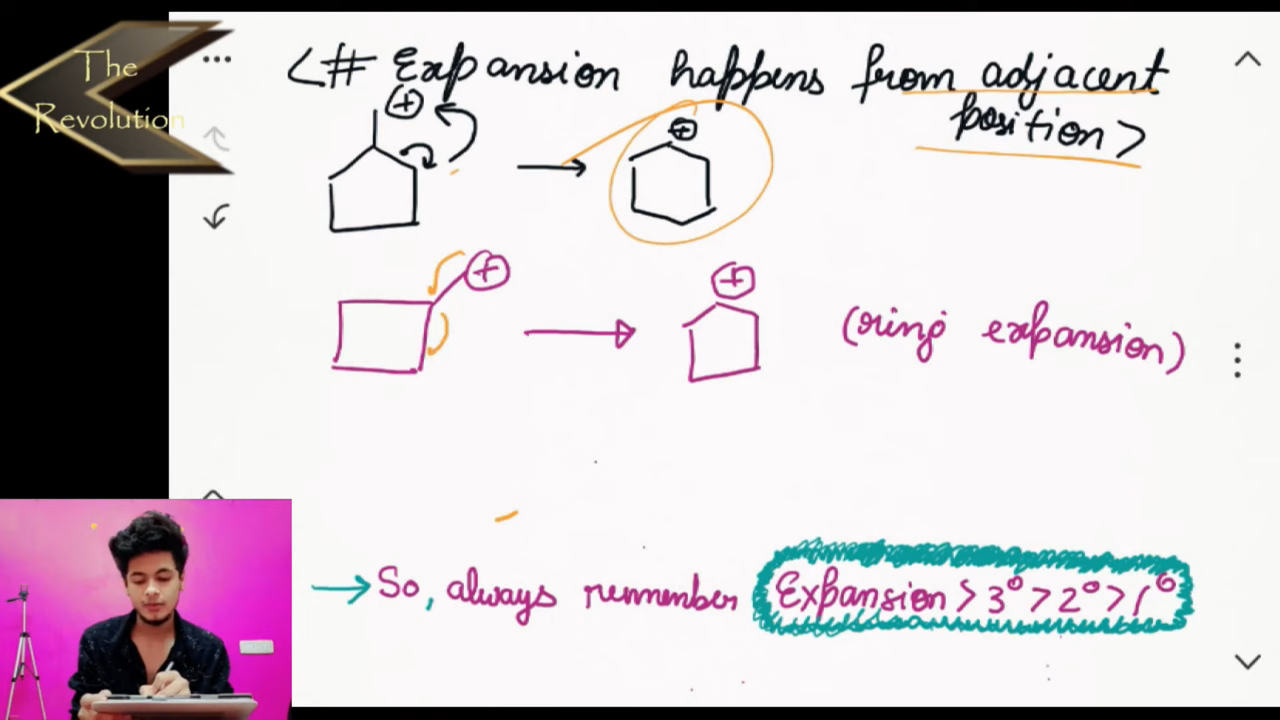 The
Revolution
<# Expansion happens from adjacent
position>
(ring expansion)
→ So, always remember Expansion > 3° > 2° > 1°